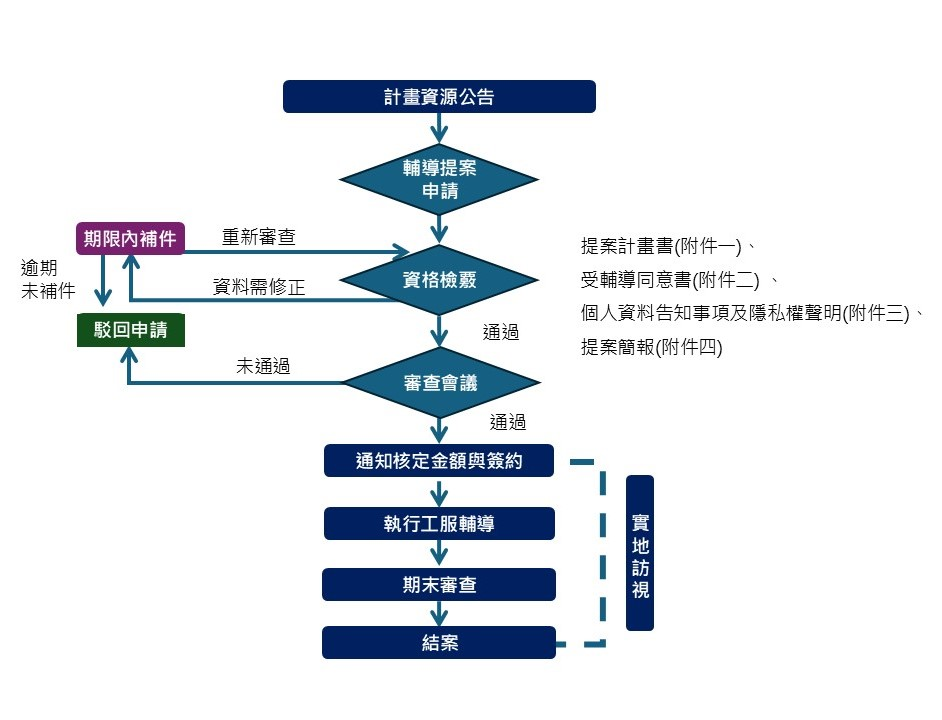 計畫資源公告
輔導提案
申請
期限內補件
重新審查
提案計畫書(附件一)、
逾期
未補件
資料需修正
資格檢覈
受輔導同意書(附件二) 、
個人資料告知事項及隱私權聲明(附件三)、
駁回申請
通過
提案簡報(附件四)
未通過
審查會議
通過
通知核定金額與簽約
執行工服輔導
實地訪視
期末審查
結案